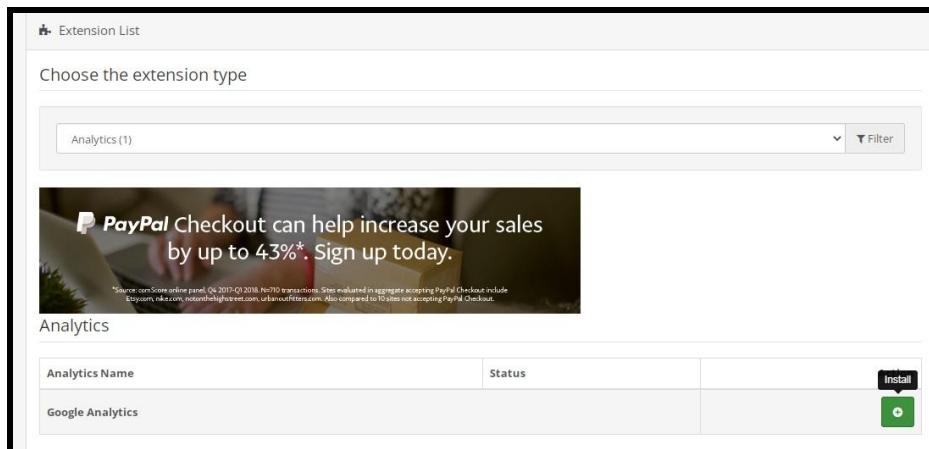 Extension List
Choose the extension type
Analytics (1)
Filter
PayPal Checkout can help increase your sales
by up to 43%*. Sign up today.
*Source: comScore online panel, Q4 2017-Q1 2018. N=710 transactions. Sites evaluated in aggregate accepting PayPal Checkout include
Etsy.com, nike.com, notonthehighstreet.com, urbanoutfitters.com. Also compared to 10 sites not accepting PayPal Checkout.
Analytics
Analytics Name Status
Install
Google Analytics